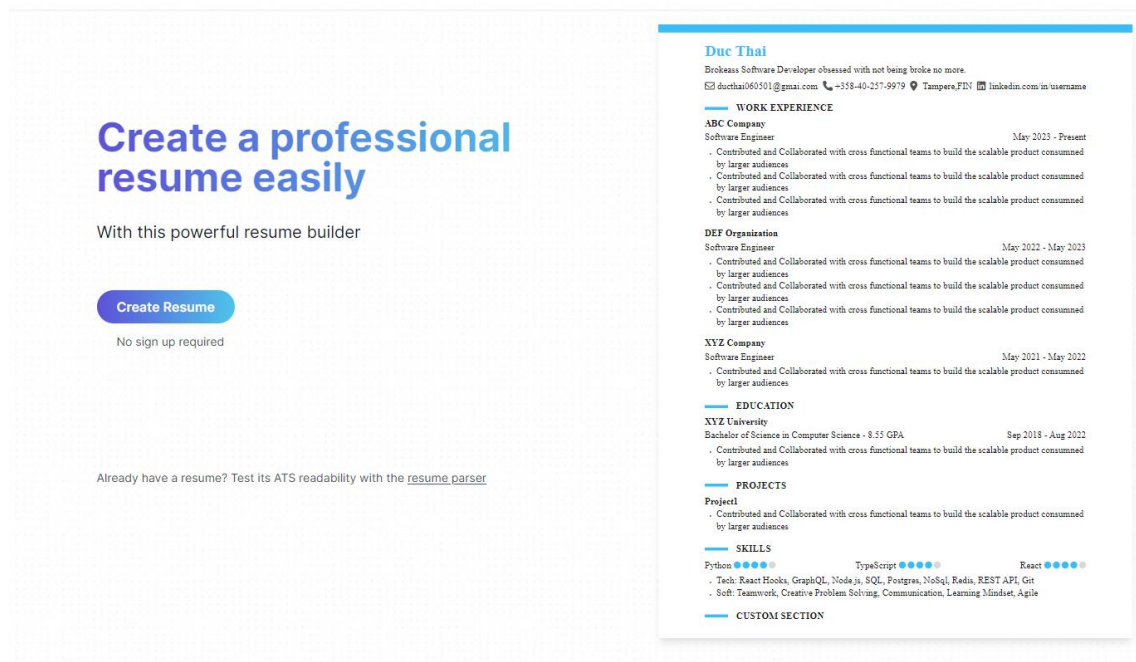 Create a professional
resume easily
With this powerful resume builder
Create Resume
No sign up required
Already have a resume? Test its ATS readability with the resume parser
Duc Thai
Brokeass Software Developer obsessed with not being broke no more.
ducthai060501@gmai.com +358-40-257-9979 Tampere,FIN linkedin.com/in/username
WORK EXPERIENCE
ABC Company
Software Engineer May 2023 - Present
• Contributed and Collaborated with cross functional teams to build the scalable product consumned
by larger audiences
• Contributed and Collaborated with cross functional teams to build the scalable product consumned
by larger audiences
• Contributed and Collaborated with cross functional teams to build the scalable product consumned
by larger audiences
DEF Organization
Software Engineer May 2022 - May 2023
• Contributed and Collaborated with cross functional teams to build the scalable product consumned
by larger audiences
• Contributed and Collaborated with cross functional teams to build the scalable product consumned
by larger audiences
• Contributed and Collaborated with cross functional teams to build the scalable product consumned
by larger audiences
XYZ Company
Software Engineer May 2021 - May 2022
• Contributed and Collaborated with cross functional teams to build the scalable product consumned
by larger audiences
EDUCATION
XYZ University
Bachelor of Science in Computer Science - 8.55 GPA Sep 2018 - Aug 2022
• Contributed and Collaborated with cross functional teams to build the scalable product consumned
by larger audiences
PROJECTS
Project1
• Contributed and Collaborated with cross functional teams to build the scalable product consumned
by larger audiences
SKILLS
Python TypeScript React
• Tech: React Hooks, GraphQL, Node.js, SQL, Postgres, NoSql, Redis, REST API, Git
• Soft: Teamwork, Creative Problem Solving, Communication, Learning Mindset, Agile
CUSTOM SECTION